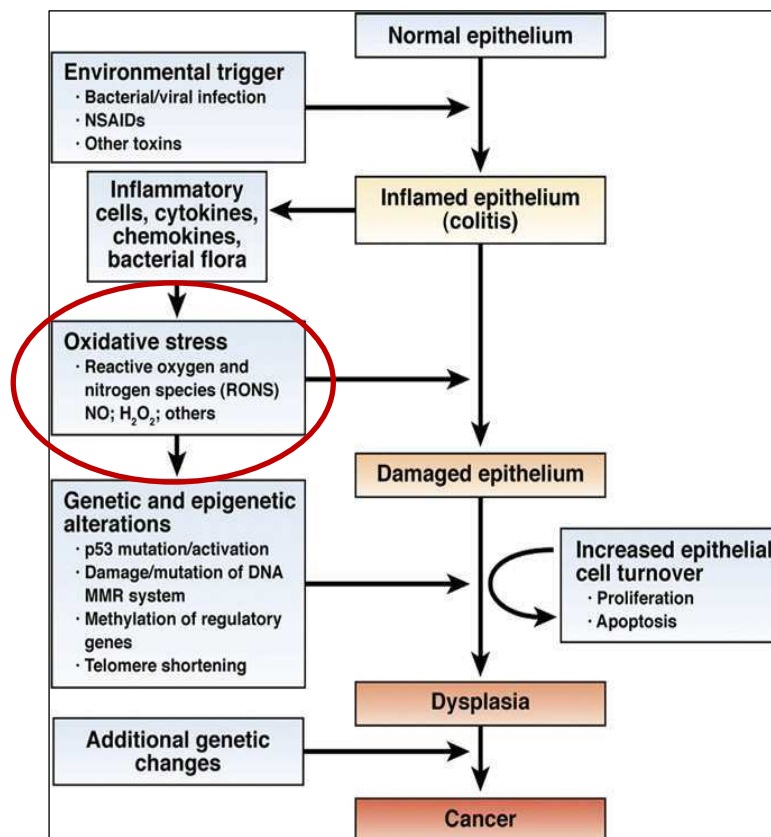 Normal epithelium
Environmental trigger
· Bacterial/viral infection
· NSAIDs
· Other toxins
Inflammatory
cells, cytokines,
chemokines,
bacterial flora
Inflamed epithelium
(colitis)
Oxidative stress
· Reactive oxygen and
nitrogen species (RONS)
NO; H₂O₂; others
Damaged epithelium
Genetic and epigenetic
alterations
· p53 mutation/activation
· Damage/mutation of DNA
MMR system
· Methylation of regulatory
genes
· Telomere shortening
Increased epithelial
cell turnover
· Proliferation
· Apoptosis
Dysplasia
Additional genetic
changes
Cancer